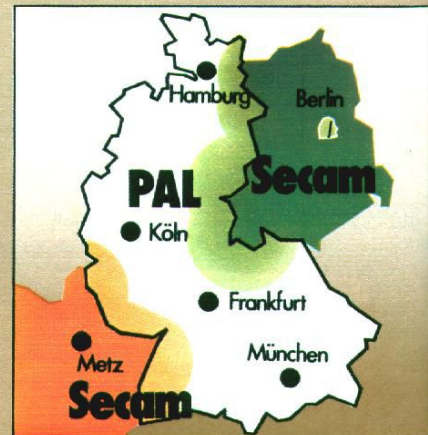 Hamburg
Berlin
PAL
Secam
Köln
Frankfurt
Metz
München
Secam